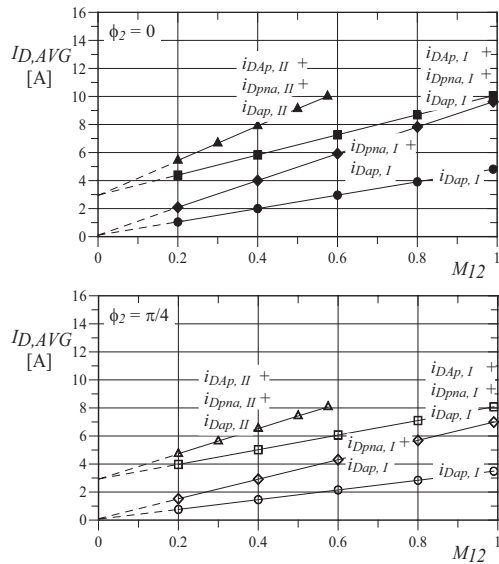 I_D,AVG
[A]
16
14
12
10
8
6
4
2
0
ϕ₂ = 0
i_DAp, II +
i_Dpna, II +
i_Dap, II
i_DAp, I +
i_Dpna, I +
i_Dap, I
i_Dpna, I +
i_Dap, I
i_Dap, I
0 0.2 0.4 0.6 0.8 1
M12
I_D,AVG
[A]
16
14
12
10
8
6
4
2
0
ϕ₂ = π/4
i_DAp, II +
i_Dpna, II +
i_Dap, II
i_DAp, I +
i_Dpna, I +
i_Dap, I
i_Dpna, I +
i_Dap, I
i_Dap, I
0 0.2 0.4 0.6 0.8 1
M12